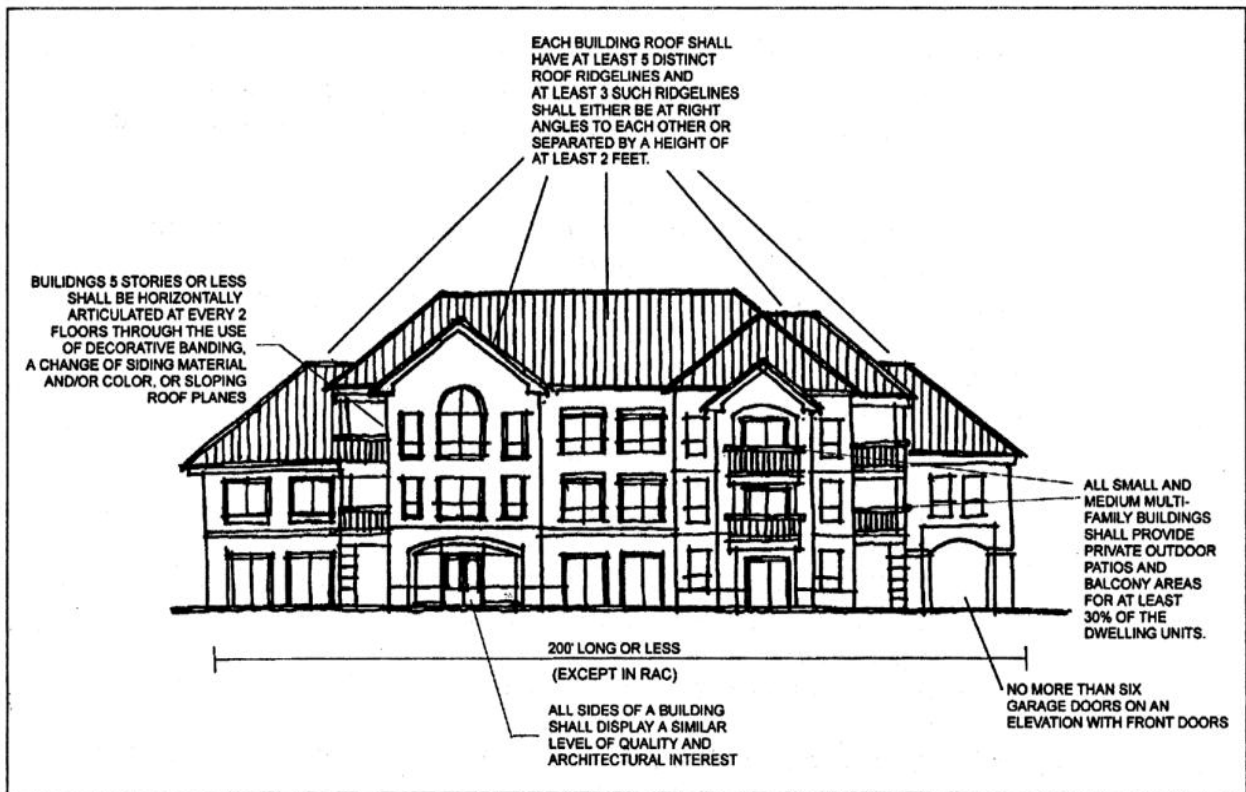 EACH BUILDING ROOF SHALL
HAVE AT LEAST 5 DISTINCT
ROOF RIDGELINES AND
AT LEAST 3 SUCH RIDGELINES
SHALL EITHER BE AT RIGHT
ANGLES TO EACH OTHER OR
SEPARATED BY A HEIGHT OF
AT LEAST 2 FEET.
BUILIDNGS 5 STORIES OR LESS
SHALL BE HORIZONTALLY
ARTICULATED AT EVERY 2
FLOORS THROUGH THE USE
OF DECORATIVE BANDING,
A CHANGE OF SIDING MATERIAL
AND/OR COLOR, OR SLOPING
ROOF PLANES
ALL SMALL AND
MEDIUM MULTI-
FAMILY BUILDINGS
SHALL PROVIDE
PRIVATE OUTDOOR
PATIOS AND
BALCONY AREAS
FOR AT LEAST
30% OF THE
DWELLING UNITS.
200' LONG OR LESS
(EXCEPT IN RAC)
NO MORE THAN SIX
GARAGE DOORS ON AN
ELEVATION WITH FRONT DOORS
ALL SIDES OF A BUILDING
SHALL DISPLAY A SIMILAR
LEVEL OF QUALITY AND
ARCHITECTURAL INTEREST